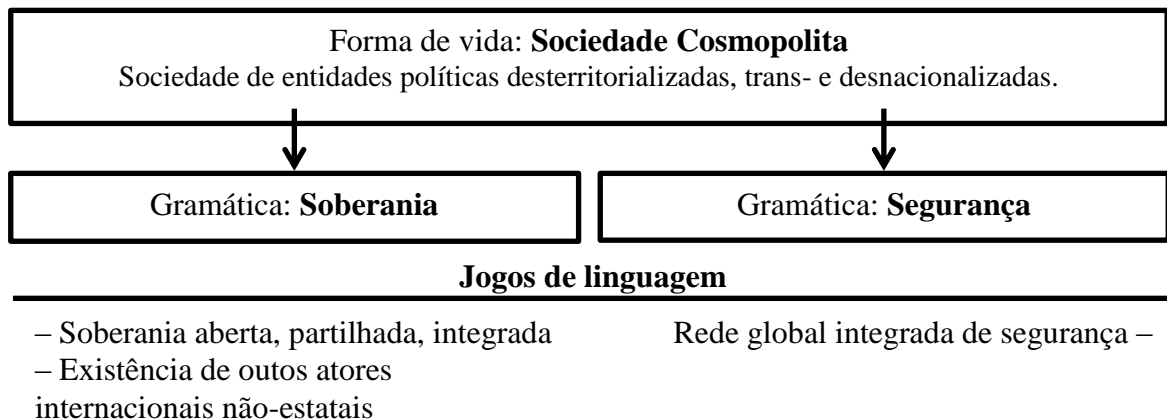 Forma de vida: Sociedade Cosmopolita
Sociedade de entidades políticas desterritorializadas, trans- e desnacionalizadas.
Gramática: Soberania
Gramática: Segurança
Jogos de linguagem
– Soberania aberta, partilhada, integrada
– Existência de outos atores
internacionais não-estatais
Rede global integrada de segurança –